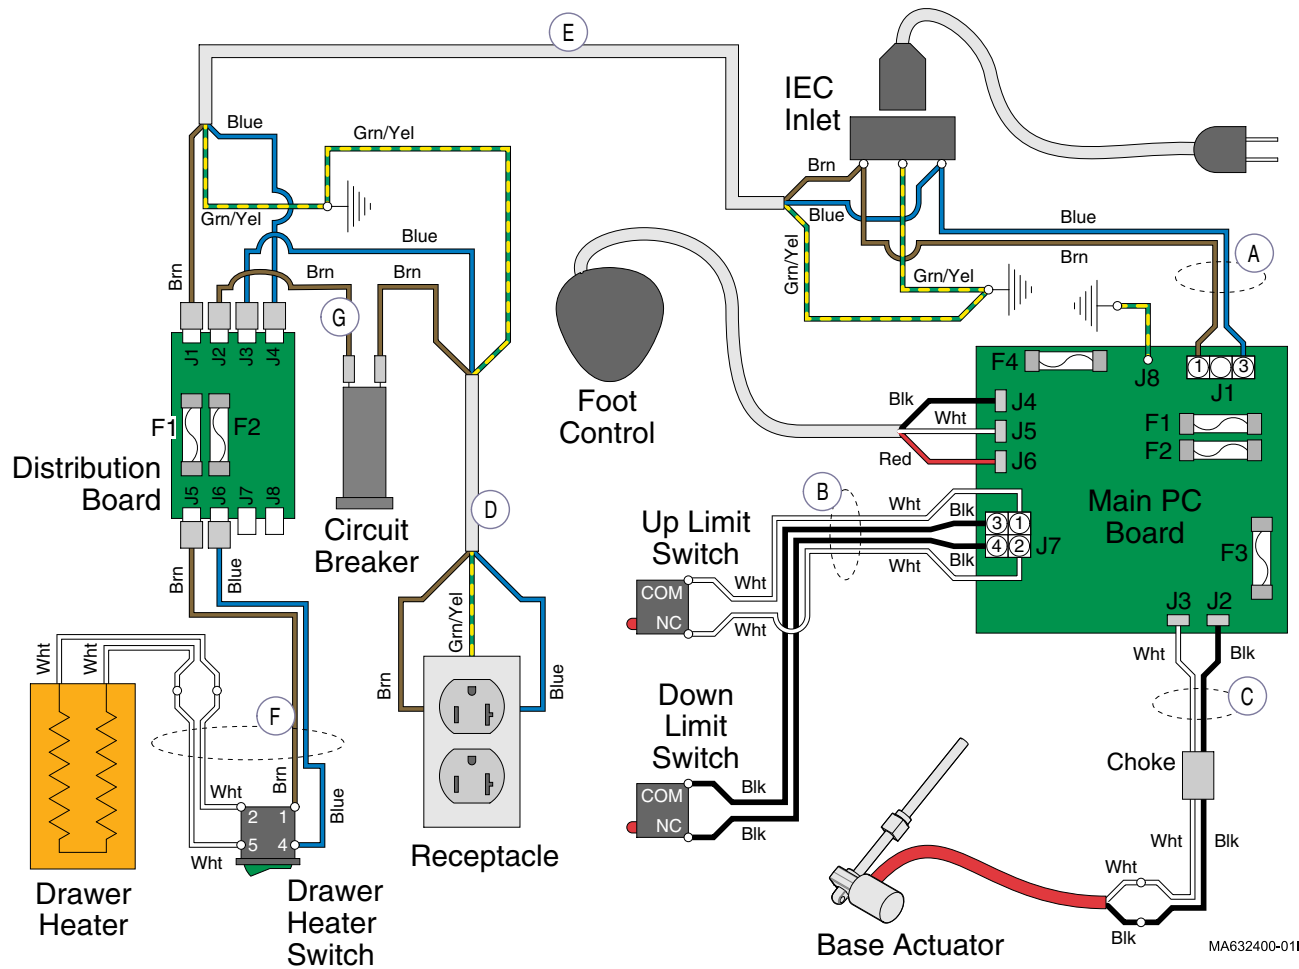 E
IEC
Inlet
Blue
Grn/Yel
Brn
Grn/Yel
Blue
Blue
Grn/Yel
Blue
Brn
A
Brn
Brn
Brn
Grn/Yel
Brn
G
J1
J2
J3
J4
F4
J8
1
3
J1
Foot
Control
Blk
Wht
Red
J4
J5
J6
F1
F2
F1
F2
Distribution
Board
J5
J6
J7
J8
Circuit
Breaker
D
B
Main PC
Board
Up Limit
Switch
Wht
Blk
Blk
Wht
3
1
4
2
J7
F3
Brn
Blue
Grn/Yel
Wht
COM
NC
Wht
J3
J2
Wht
Blk
Wht
Wht
Brn
Blue
Down
Limit
Switch
C
F
Choke
Wht
Brn
Blue
2
1
5
4
Wht
COM
NC
Blk
Blk
Wht
Blk
Receptacle
Drawer
Heater
Drawer
Heater
Switch
Wht
Blk
Base Actuator
MA632400-01I